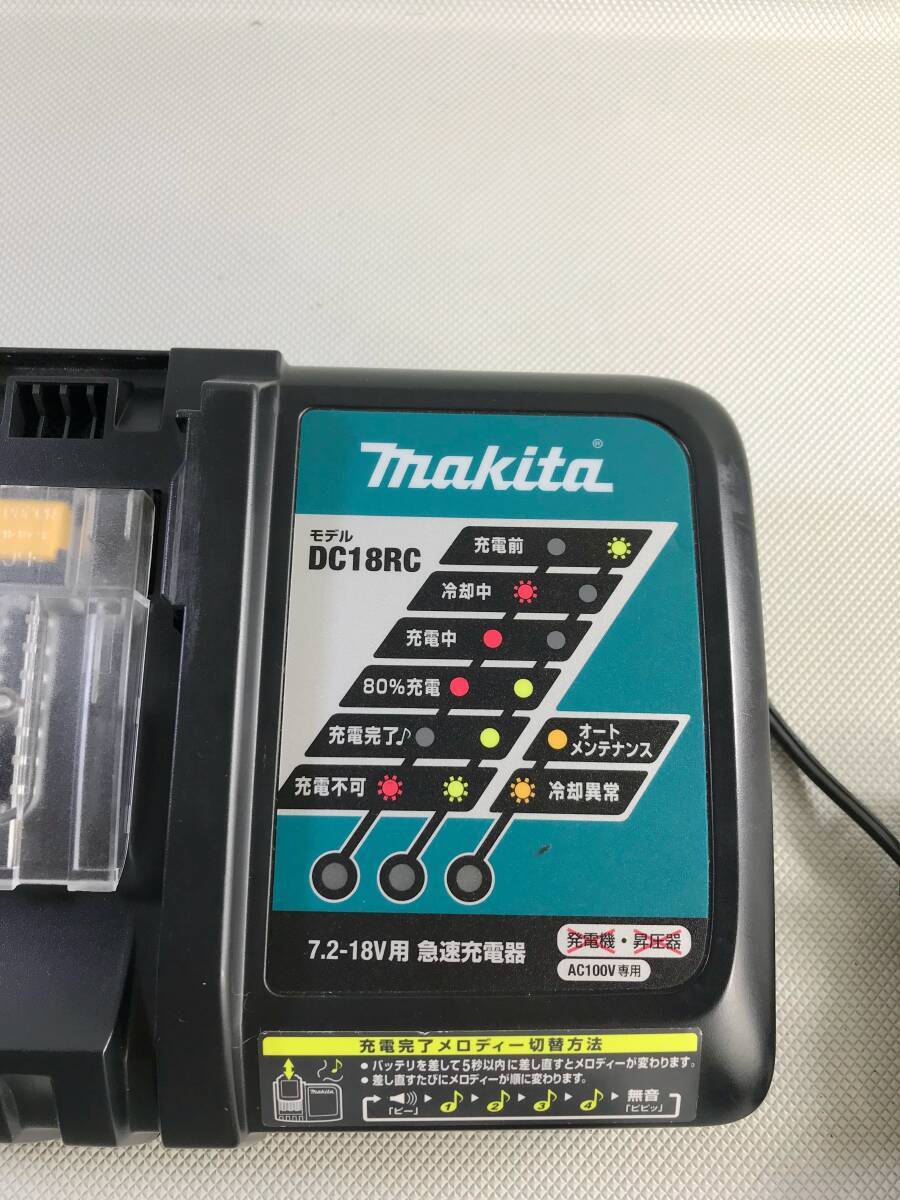 makita®
モデル
DC18RC
充電前
冷却中
充電中
80%充電
充電完了♪
充電不可
オート
メンテナンス
冷却異常
7.2-18V用 急速充電器
発電機・昇圧器
AC100V専用
充電完了メロディー切替方法
●バッテリを差して5秒以内に差し直すとメロディーが変わります。
●差し直すたびにメロディーが順に変わります。
makita
1 2 3 4 無音
「ピー」 「ピピッ」